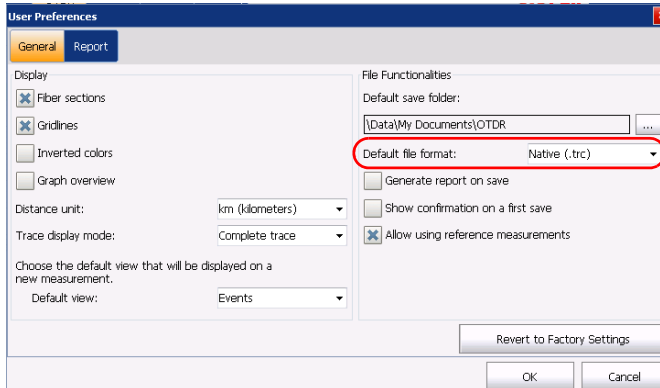 User Preferences
General Report
Display
Fiber sections
Gridlines
Inverted colors
Graph overview
Distance unit: km (kilometers)
Trace display mode: Complete trace
Choose the default view that will be displayed on a
new measurement.
Default view: Events
File Functionalities
Default save folder:
\Data\My Documents\OTDR ...
Default file format: Native (.trc)
Generate report on save
Show confirmation on a first save
Allow using reference measurements
Revert to Factory Settings
OK Cancel